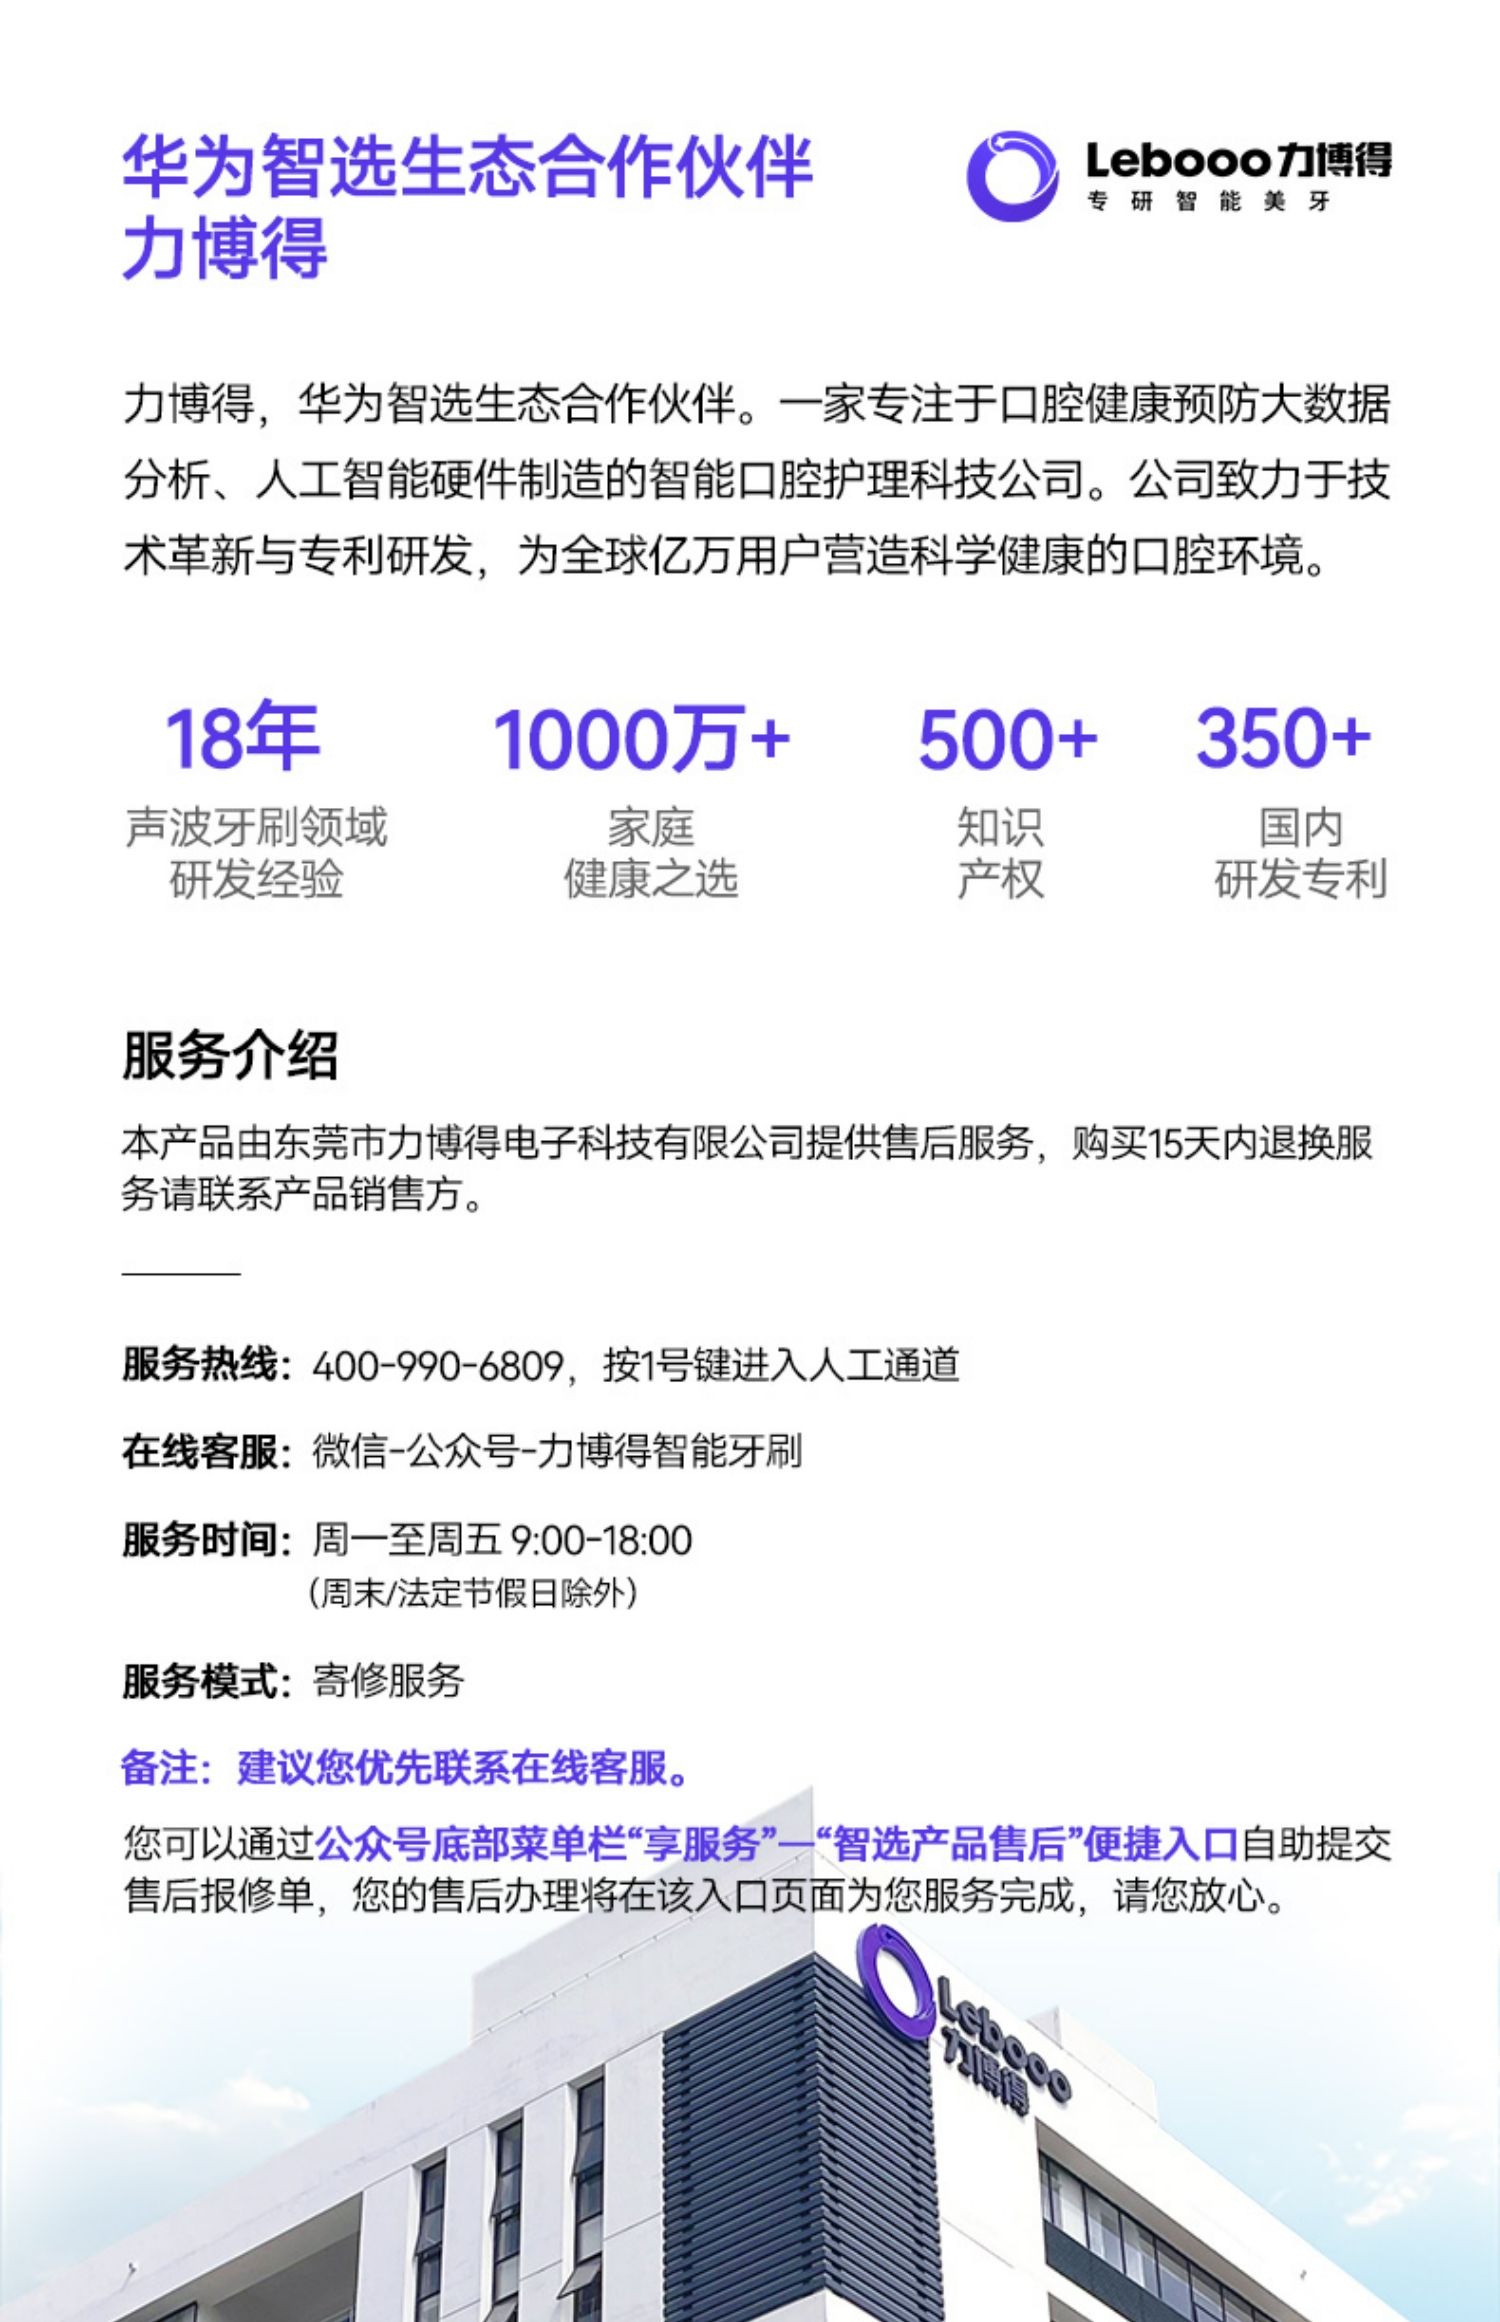 华为智选生态合作伙伴
力博得
Lebooo力博得
专研智能美牙
力博得，华为智选生态合作伙伴。一家专注于口腔健康预防大数据
分析、人工智能硬件制造的智能口腔护理科技公司。公司致力于技
术革新与专利研发，为全球亿万用户营造科学健康的口腔环境。
18年
声波牙刷领域
研发经验
1000万+
家庭
健康之选
500+
知识
产权
350+
国内
研发专利
服务介绍
本产品由东莞市力博得电子科技有限公司提供售后服务，购买15天内退换服
务请联系产品销售方。
服务热线：400-990-6809，按1号键进入人工通道
在线客服：微信-公众号-力博得智能牙刷
服务时间：周一至周五 9:00-18:00
（周末/法定节假日除外）
服务模式：寄修服务
备注：建议您优先联系在线客服。
您可以通过公众号底部菜单栏“享服务”—“智选产品售后”便捷入口自助提交
售后报修单，您的售后办理将在该入口页面为您服务完成，请您放心。
Lebooo
力博得